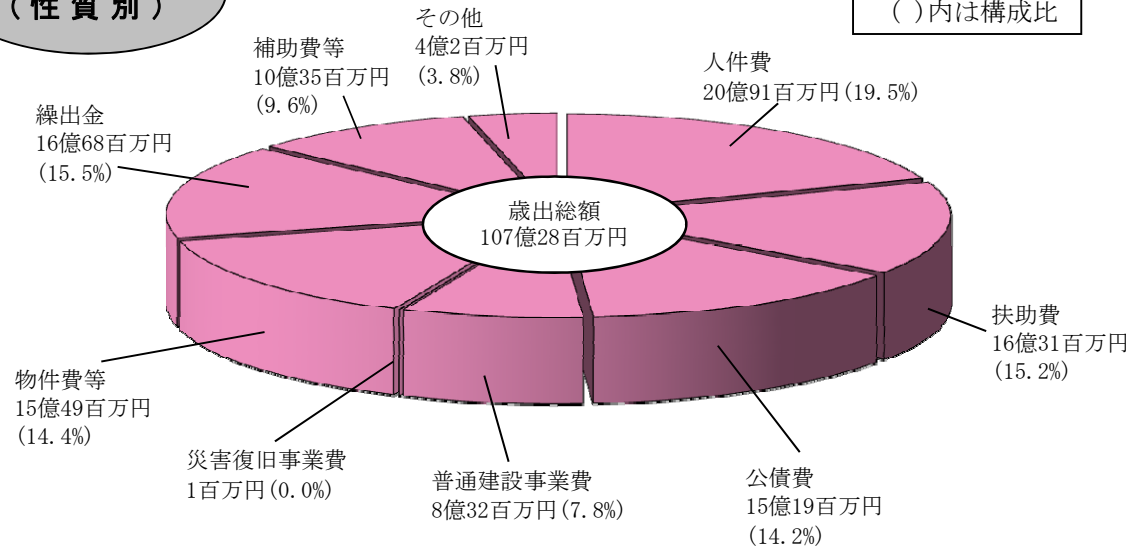 (性質別)
( )内は構成比
その他
4億2百万円
(3.8%)
補助費等
10億35百万円
(9.6%)
人件費
20億91百万円(19.5%)
繰出金
16億68百万円
(15.5%)
歳出総額
107億28百万円
扶助費
16億31百万円
(15.2%)
物件費等
15億49百万円
(14.4%)
災害復旧事業費
1百万円(0.0%)
普通建設事業費
8億32百万円(7.8%)
公債費
15億19百万円
(14.2%)